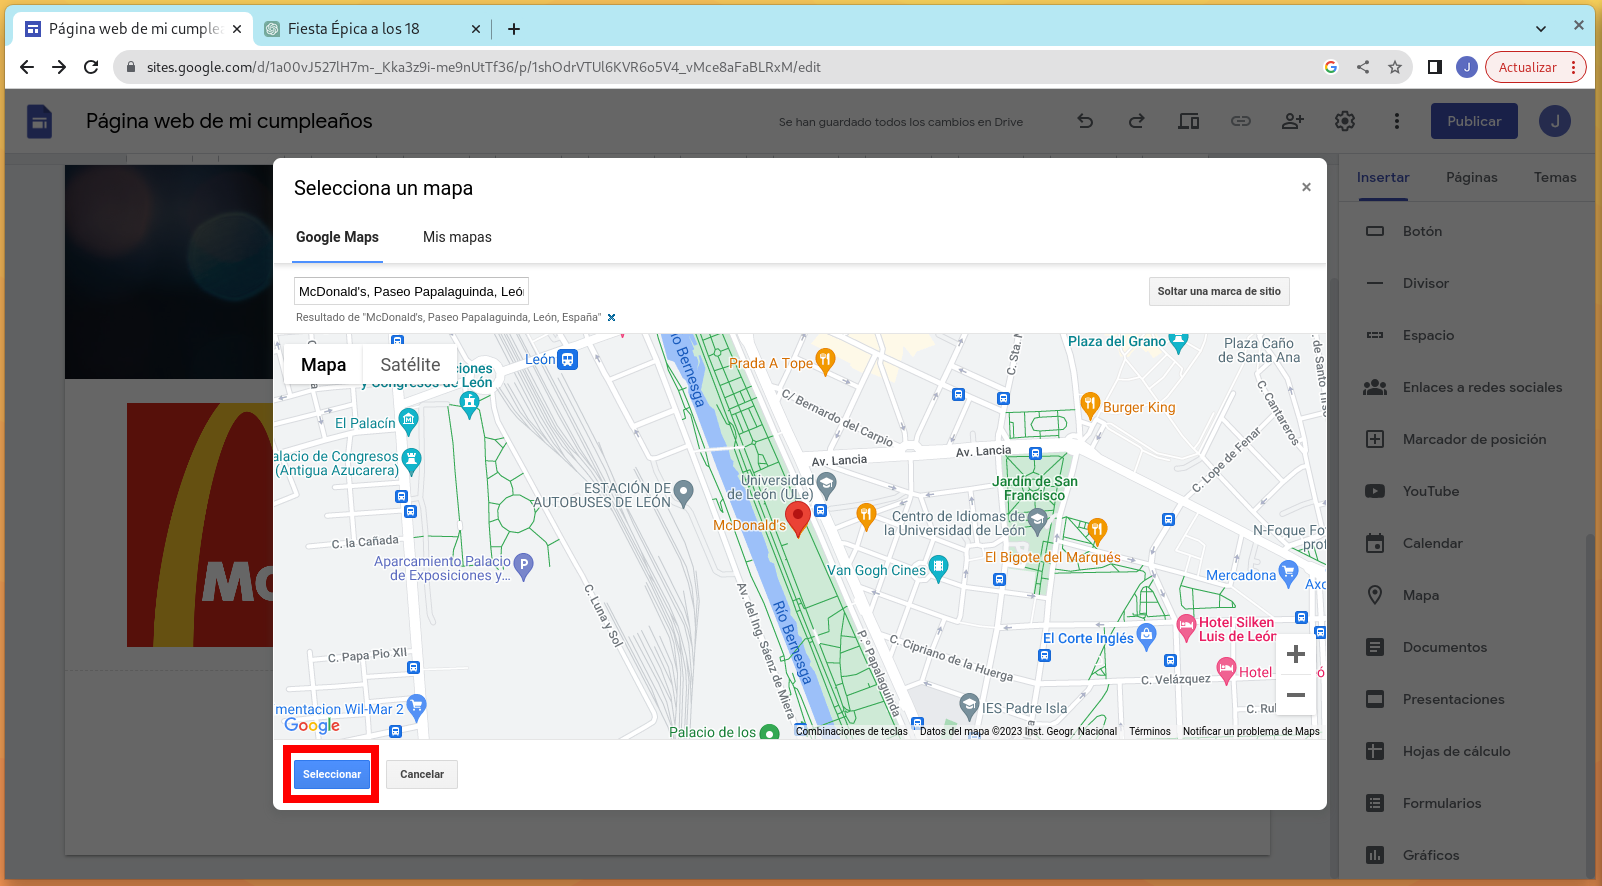 Página web de mi cumple
Fiesta Épica a los 18
sites.google.com/d/1a00vJ527lH7m-_Kka3z9i-me9nUtTf36/p/1shOdrVTUl6KVR6o5V4_vMce8aFaBLRxM/edit
J
Actualizar
Página web de mi cumpleaños
Se han guardado todos los cambios en Drive
Publicar
J
Selecciona un mapa
Insertar
Páginas
Temas
Google Maps
Mis mapas
McDonald's, Paseo Papalaguinda, León
Soltar una marca de sitio
Resultado de "McDonald's, Paseo Papalaguinda, León, España"
Mapa
Satélite
León
Río Bernesga
Prada A Tope
C. Sta.
Plaza del Grano
Plaza Caño
de Santa Ana
de Santo
ciones
y Congresos de León
C/ Bernardo del Carpio
Burger King
C. Cantareros
El Palacín
Palacio de Congresos
(Antigua Azucarera)
Av. Lancia
Av. Lancia
C. Lope de Fenar
ESTACIÓN DE
AUTOBUSES DE LEÓN
Universidad
de León (ULe)
Jardín de San
Francisco
McDonald's
Centro de Idiomas de
la Universidad de León
N-Foque Fo
prof
C. la Cañada
Aparcamiento Palacio
de Exposiciones y...
P
Van Gogh Cines
El Bigote del Marqués
Mercadona
Axo
C. Luna y Sol
Av. del Ing. Sáenz de Miera
Río Bernesga
P.º Papalaguinda
C. Cipriano de la Huerga
El Corte Inglés
Hotel Silken
Luis de León
C. Papa Pío XII
C. Velázquez
Hotel
mentacion Wil-Mar 2
IES Padre Isla
C. Rui
Google
Palacio de los
Combinaciones de teclas
Datos del mapa ©2023 Inst. Geogr. Nacional
Términos
Notificar un problema de Maps
Seleccionar
Cancelar
Mc
Botón
Divisor
Espacio
Enlaces a redes sociales
Marcador de posición
YouTube
Calendar
Mapa
Documentos
Presentaciones
Hojas de cálculo
Formularios
Gráficos